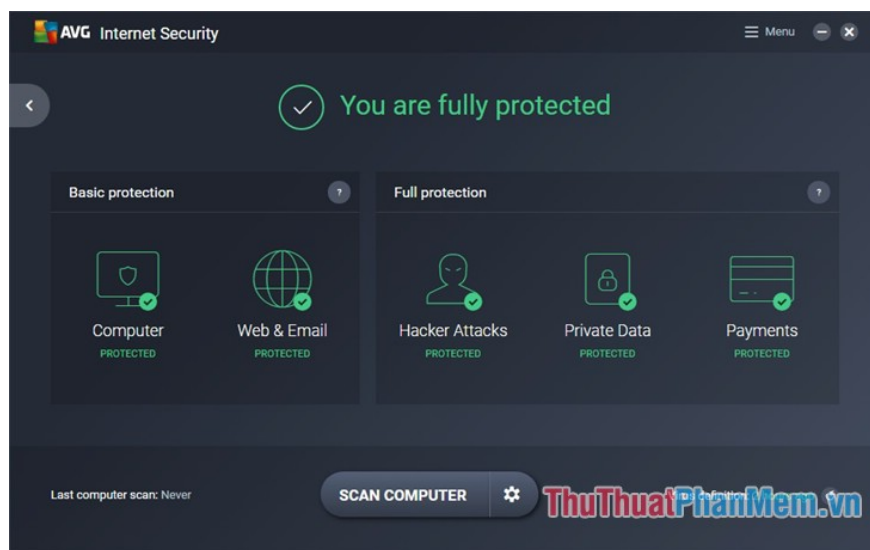 AVG Internet Security
Menu
You are fully protected
Basic protection ?
Full protection ?
Computer
PROTECTED
Web & Email
PROTECTED
Hacker Attacks
PROTECTED
Private Data
PROTECTED
Payments
PROTECTED
Last computer scan: Never
SCAN COMPUTER
definition:
ThuThuatPhanMem.vn